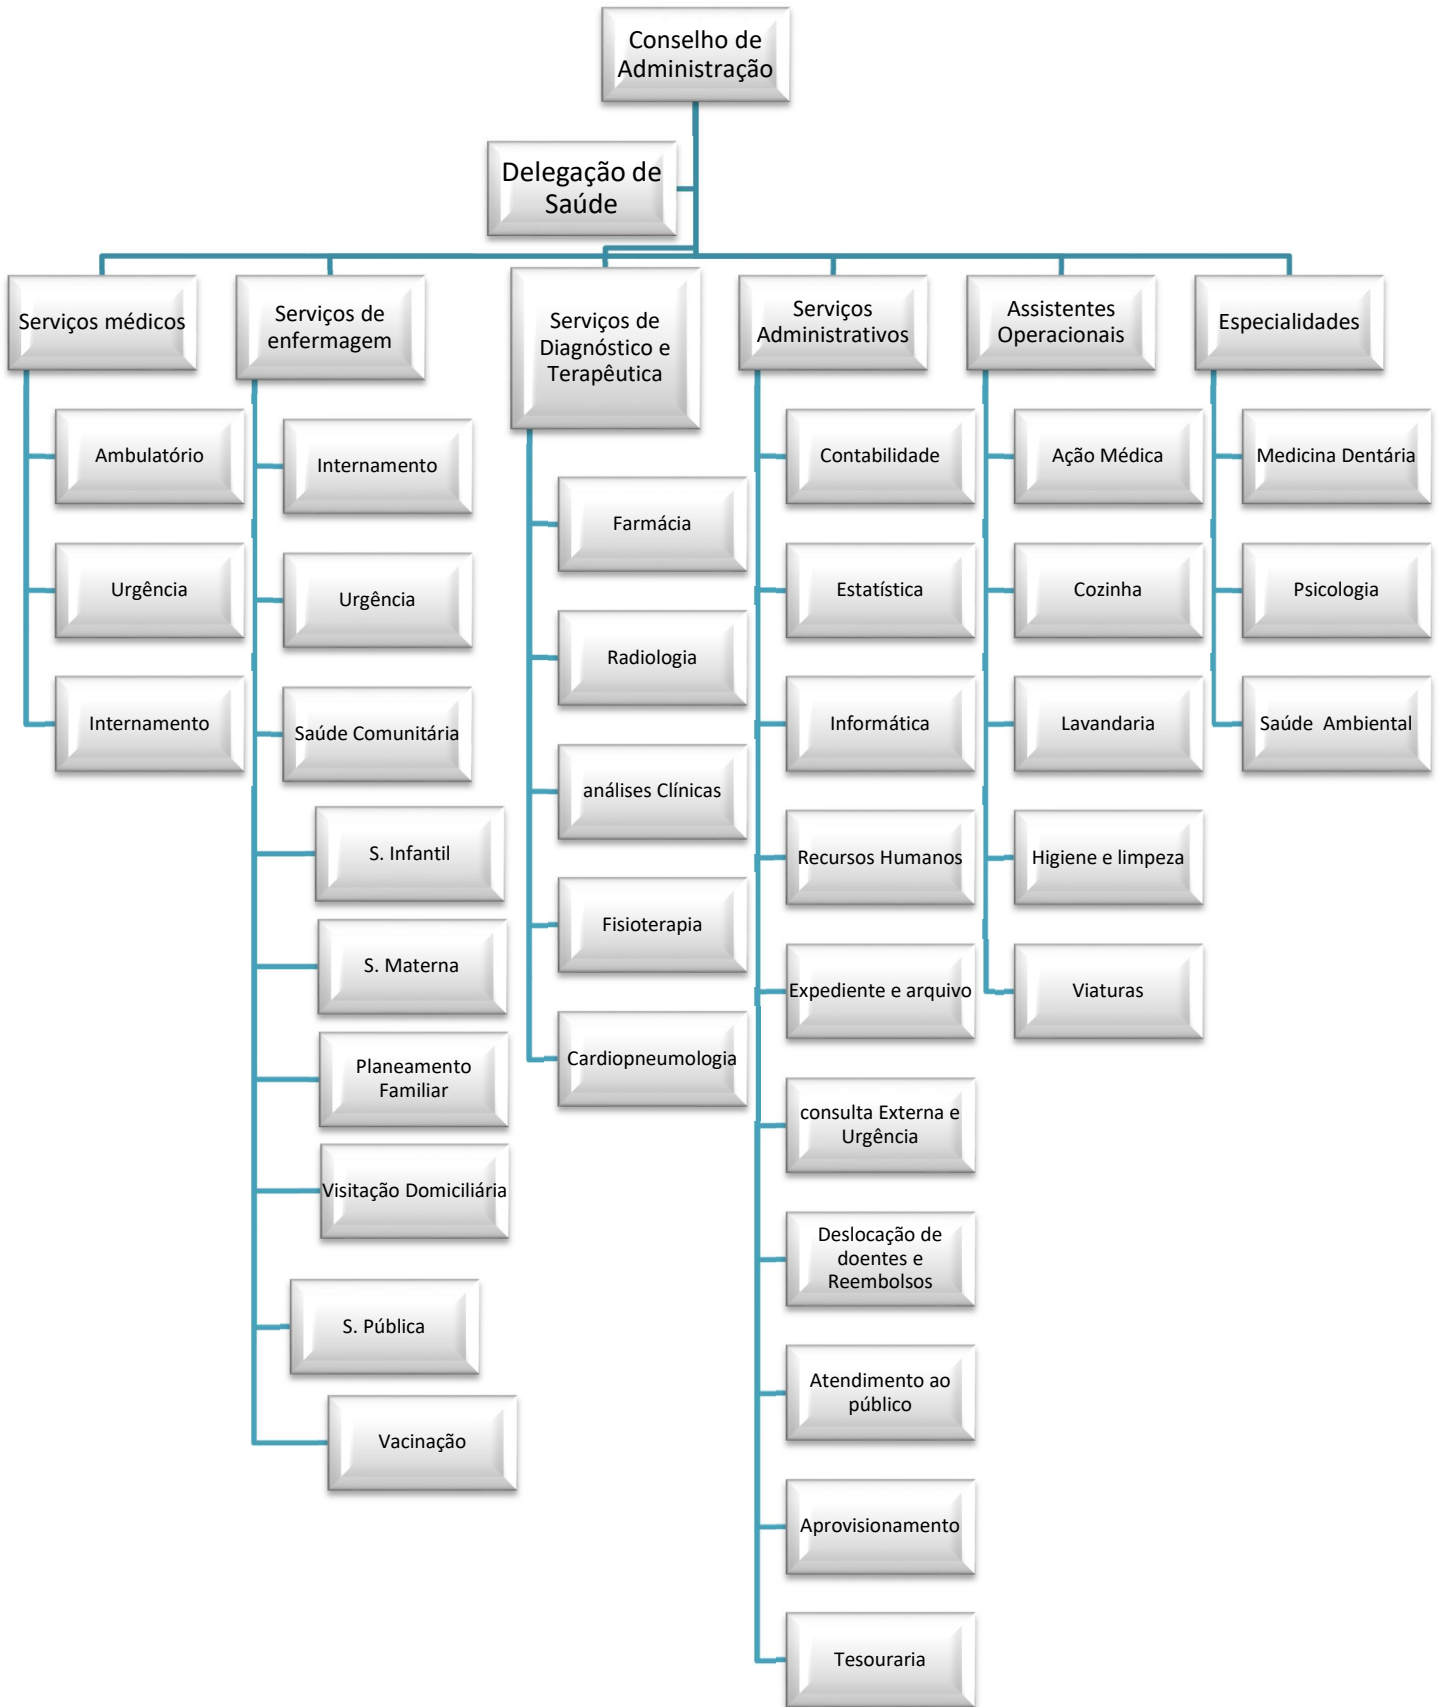 Conselho de
Administração
Delegação de
Saúde
Serviços médicos
Ambulatório
Urgência
Internamento
Serviços de
enfermagem
Internamento
Urgência
Saúde Comunitária
S. Infantil
S. Materna
Planeamento
Familiar
Visitação Domiciliária
S. Pública
Vacinação
Serviços de
Diagnóstico e
Terapêutica
Farmácia
Radiologia
análises Clínicas
Fisioterapia
Cardiopneumologia
Serviços
Administrativos
Contabilidade
Estatística
Informática
Recursos Humanos
Expediente e arquivo
consulta Externa e
Urgência
Deslocação de
doentes e
Reembolsos
Atendimento ao
público
Aprovisionamento
Tesouraria
Assistentes
Operacionais
Ação Médica
Cozinha
Lavandaria
Higiene e limpeza
Viaturas
Especialidades
Medicina Dentária
Psicologia
Saúde  Ambiental